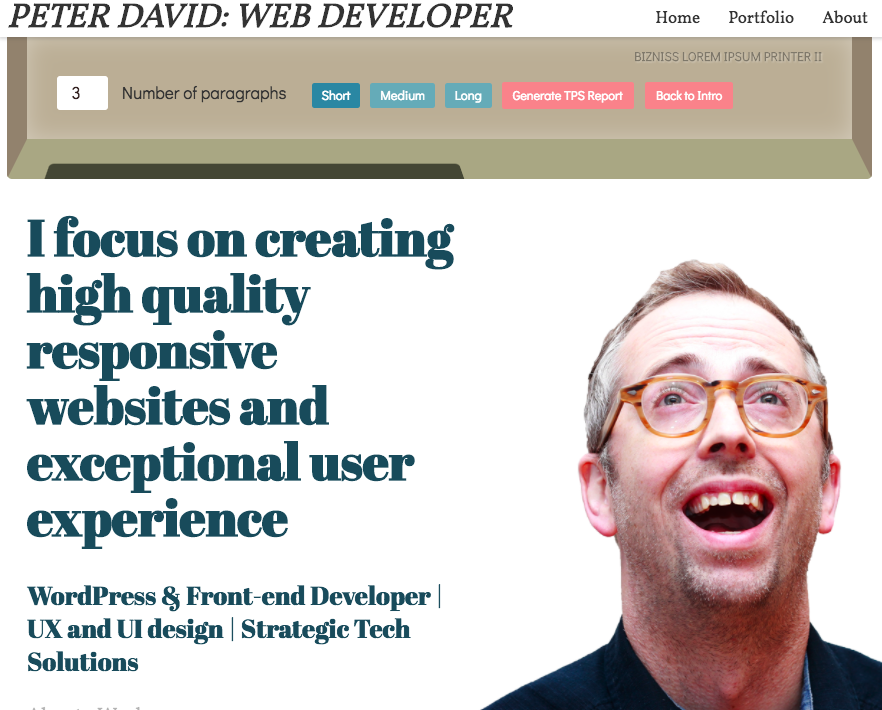 PETER DAVID: WEB DEVELOPER
Home Portfolio About
BIZNISS LOREM IPSUM PRINTER II
3 Number of paragraphs Short Medium Long Generate TPS Report Back to Intro
I focus on creating
high quality
responsive
websites and
exceptional user
experience
WordPress & Front-end Developer |
UX and UI design | Strategic Tech
Solutions